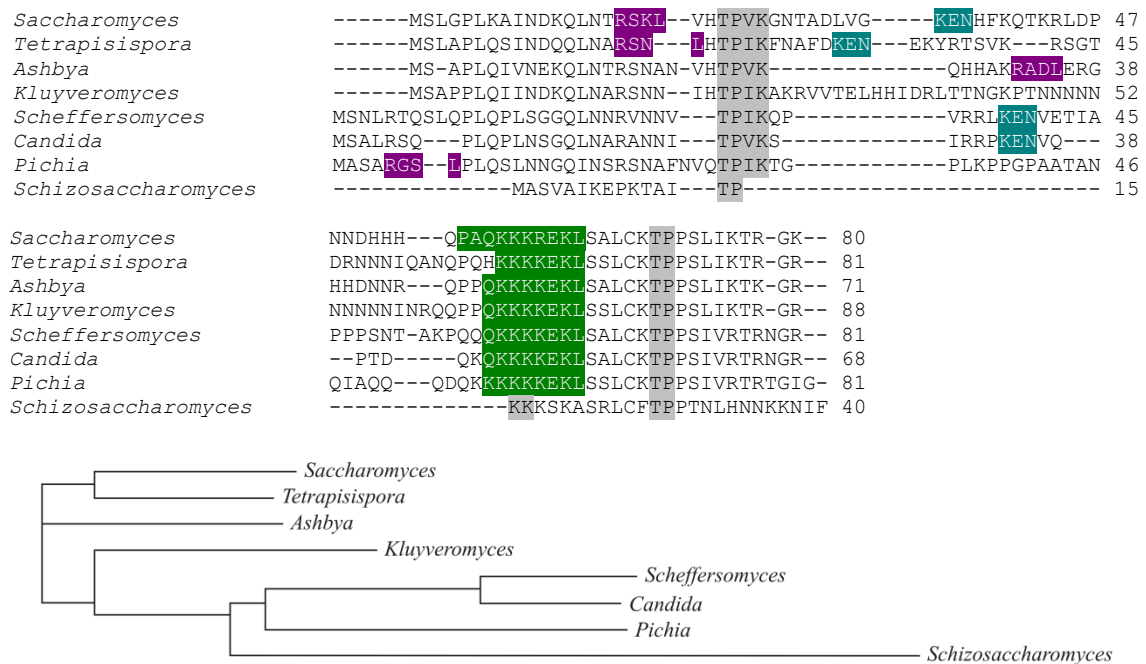 Saccharomyces ------MSLGPLKAINDKQLNTRSKL--VHTPVKGNTADLVG-----KENHFKQTKRLDP 47
Tetrapisispora ------MSLAPLQSINDQQLNARSN---LHTPIKFNAFDKEN---EKYRTSVK---RSGT 45
Ashbya ------MS-APLQIVNEKQLNTRSNAN-VHTPVK--------------QHHAKRADLERG 38
Kluyveromyces ------MSAPPLQIINDKQLNARSNN--IHTPIKAKRVVTELHHIDRLTTNGKPTNNNNN 52
Scheffersomyces MSNLRTQSLQPLQPLSGGQLNNRVNNV--TPIKQP-------------VRRLKENVETIA 45
Candida MSALRSQ--PLQPLNSGQLNARANNI---TPVKS--------------IRRPKENVQ--- 38
Pichia MASARGS--LPLQSLNNGQINSRSNAFNVQTPIKTG------------PLKPPGPAATAN 46
Schizosaccharomyces --------------MASVAIKEPKTAI---TP---------------------------- 15
Saccharomyces NNDHHH---QPAQKKKREKLSALCKTPPSLIKTR-GK-- 80
Tetrapisispora DRNNNIQANQPQHKKKKEKLSSLCKTPPSLIKTR-GR-- 81
Ashbya HHDNNR---QPPQKKKKEKLSALCKTPPSLIKTK-GR-- 71
Kluyveromyces NNNNNINRQQPPQKKKKEKLSALCKTPPSLIKTR-GR-- 88
Scheffersomyces PPPSNT-AKPQQQKKKKEKLSALCKTPPSIVRTRNGR-- 81
Candida --PTD-----QKQKKKKEKLSALCKTPPSIVRTRNGR-- 68
Pichia QIAQQ---QDQKKKKKKEKLSSLCKTPPSIVRTRTGIG- 81
Schizosaccharomyces --------------KKKSKASRLCFTPPTNLHNNKKNIF 40
Saccharomyces
Tetrapisispora
Ashbya
Kluyveromyces
Scheffersomyces
Candida
Pichia
Schizosaccharomyces